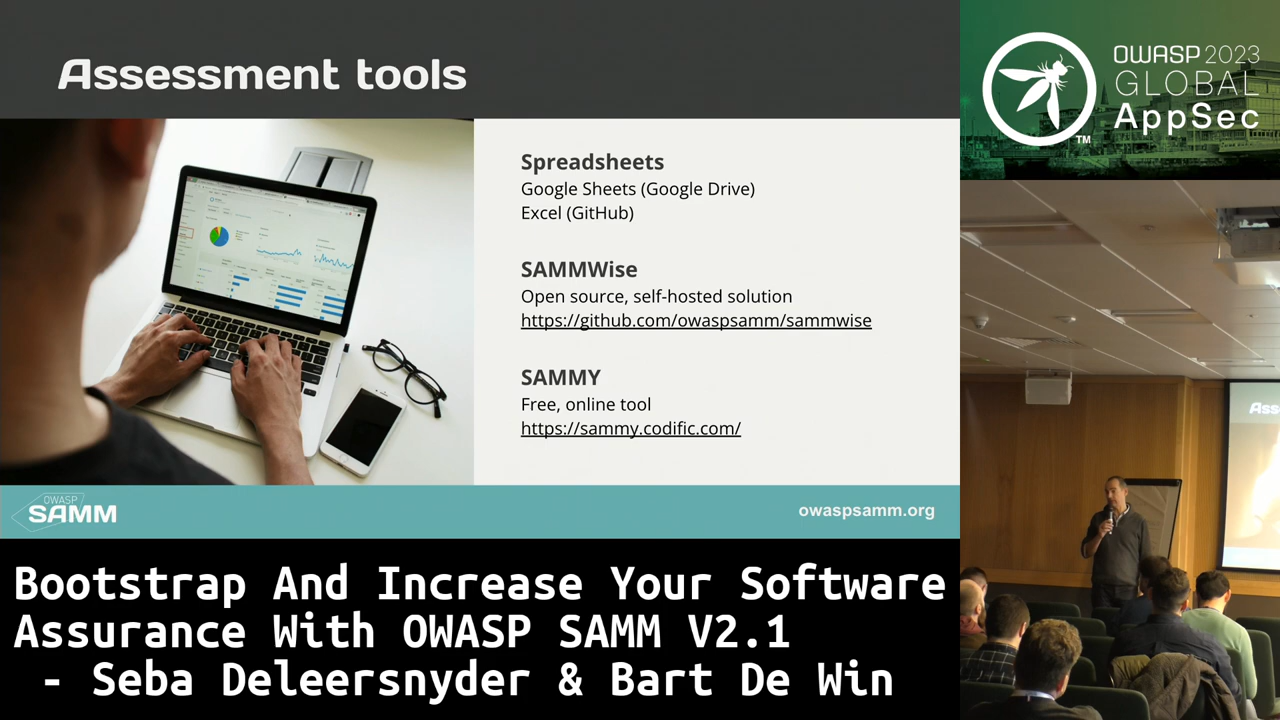 Assessment tools
Spreadsheets
Google Sheets (Google Drive)
Excel (GitHub)
SAMMWise
Open source, self-hosted solution
https://github.com/owaspsamm/sammwise
SAMMY
Free, online tool
https://sammy.codific.com/
OWASP
SAMM
owaspsamm.org
OWASP 2023
GLOBAL
AppSec
TM
Ass
Bootstrap And Increase Your Software
Assurance With OWASP SAMM V2.1
- Seba Deleersnyder & Bart De Win